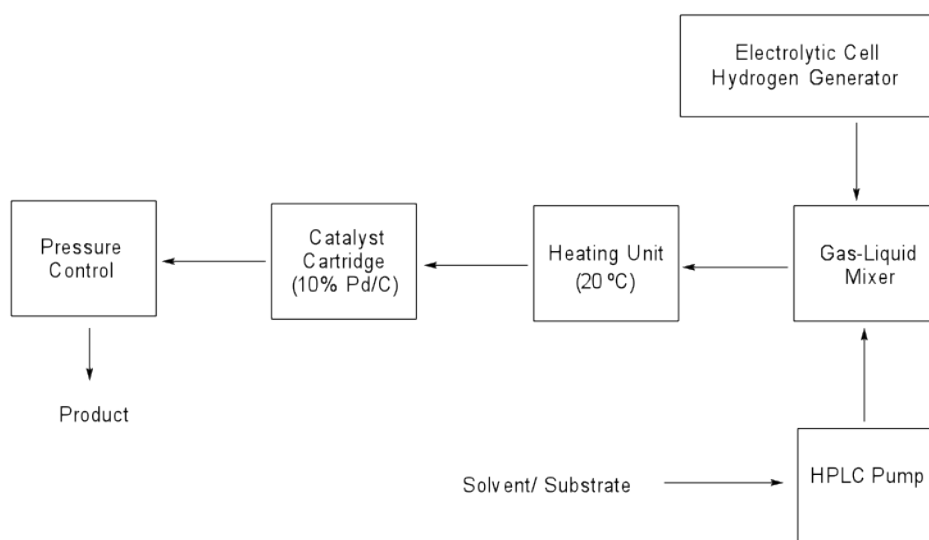 Electrolytic Cell
Hydrogen Generator
Pressure
Control
Catalyst
Cartridge
(10% Pd/C)
Heating Unit
(20 ºC)
Gas-Liquid
Mixer
Product
Solvent/ Substrate
HPLC Pump